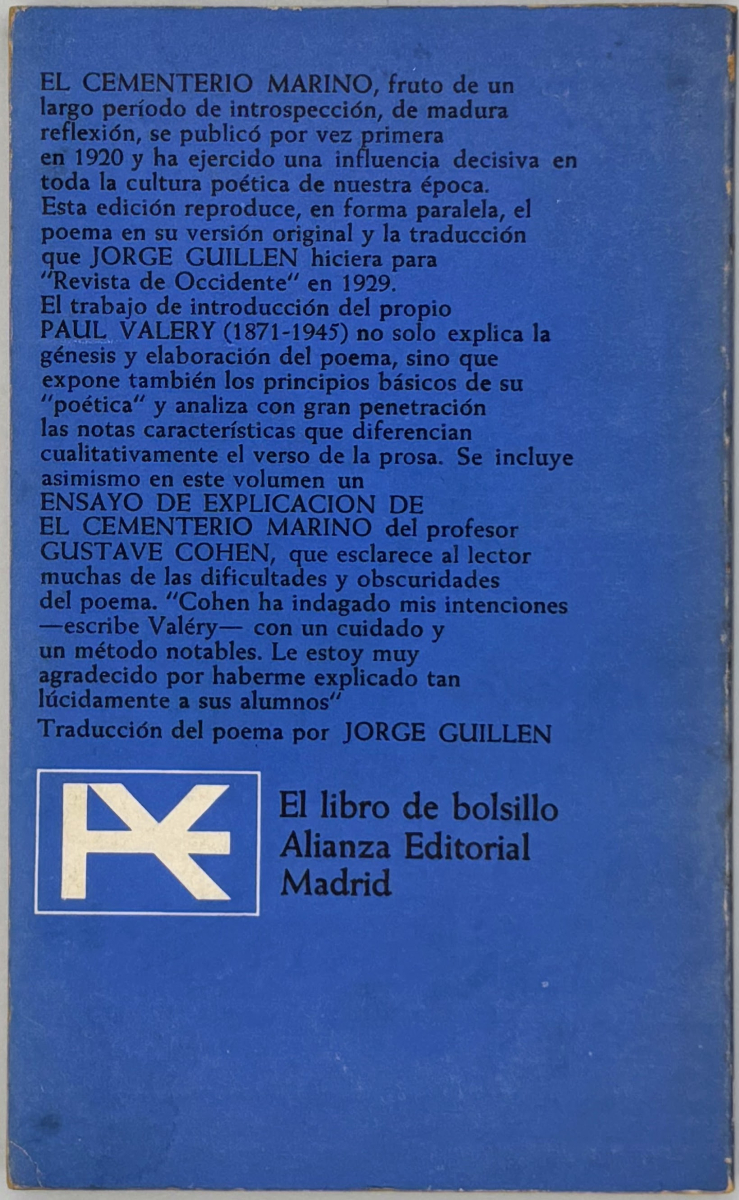 EL CEMENTERIO MARINO, fruto de un
largo período de introspección, de madura
reflexión, se publicó por vez primera
en 1920 y ha ejercido una influencia decisiva en
toda la cultura poética de nuestra época.
Esta edición reproduce, en forma paralela, el
poema en su versión original y la traducción
que JORGE GUILLEN hiciera para
"Revista de Occidente" en 1929.
El trabajo de introducción del propio
PAUL VALERY (1871-1945) no solo explica la
génesis y elaboración del poema, sino que
expone también los principios básicos de su
"poética" y analiza con gran penetración
las notas características que diferencian
cualitativamente el verso de la prosa. Se incluye
asimismo en este volumen un
ENSAYO DE EXPLICACION DE
EL CEMENTERIO MARINO del profesor
GUSTAVE COHEN, que esclarece al lector
muchas de las dificultades y obscuridades
del poema. "Cohen ha indagado mis intenciones
—escribe Valéry— con un cuidado y
un método notables. Le estoy muy
agradecido por haberme explicado tan
lúcidamente a sus alumnos"
Traducción del poema por JORGE GUILLEN
El libro de bolsillo
Alianza Editorial
Madrid